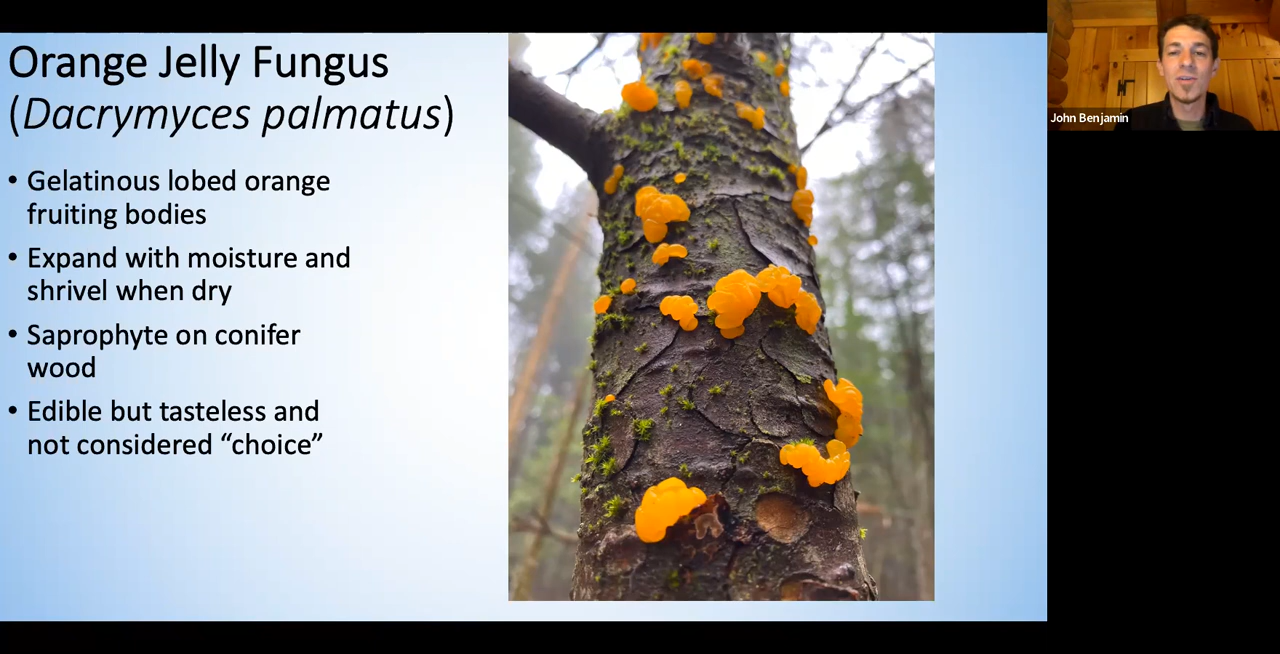 Orange Jelly Fungus
(Dacrymyces palmatus)
• Gelatinous lobed orange
fruiting bodies
• Expand with moisture and
shrivel when dry
• Saprophyte on conifer
wood
• Edible but tasteless and
not considered “choice”
John Benjamin